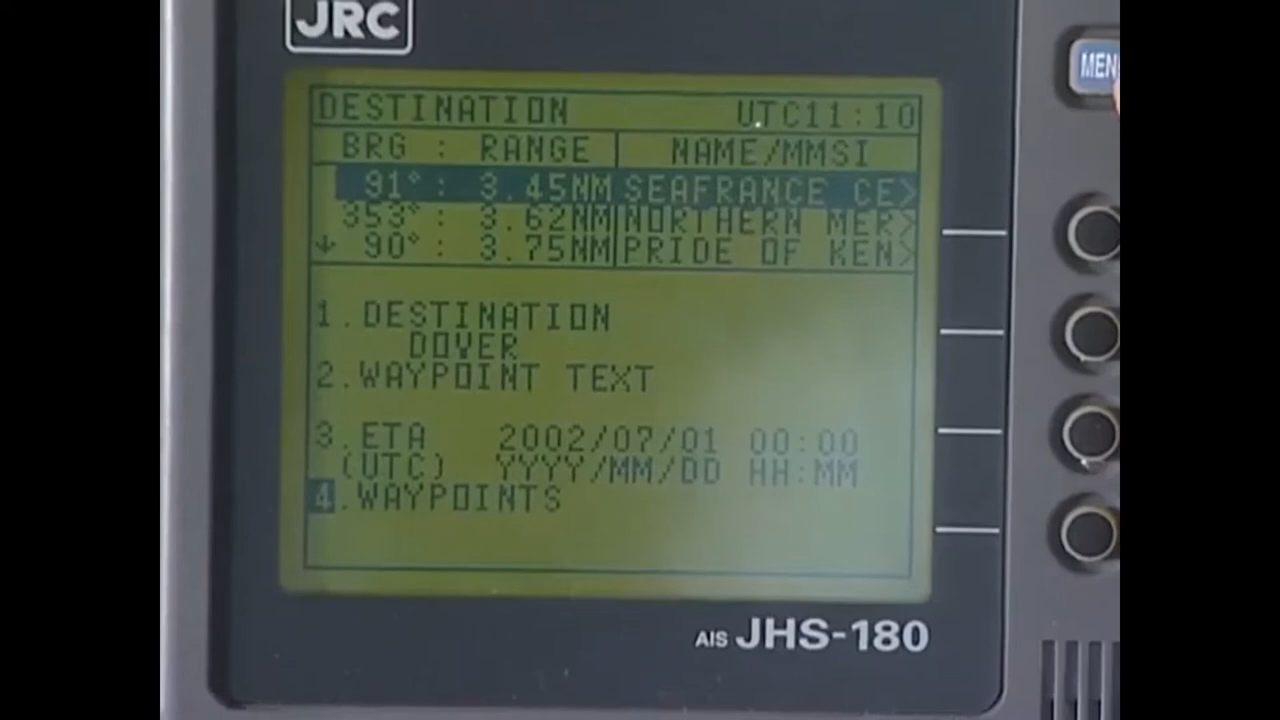 JRC
DESTINATION UTC11:10
BRG : RANGE NAME/MMSI
91°: 3.45NM SEAFRANCE CE>
353°: 3.62NM NORTHERN MER>
↓ 90°: 3.75NM PRIDE OF KEN>
1.DESTINATION
DOVER
2.WAYPOINT TEXT
3.ETA 2002/07/01 00:00
(UTC) YYYY/MM/DD HH:MM
4.WAYPOINTS
AIS JHS-180
MEN